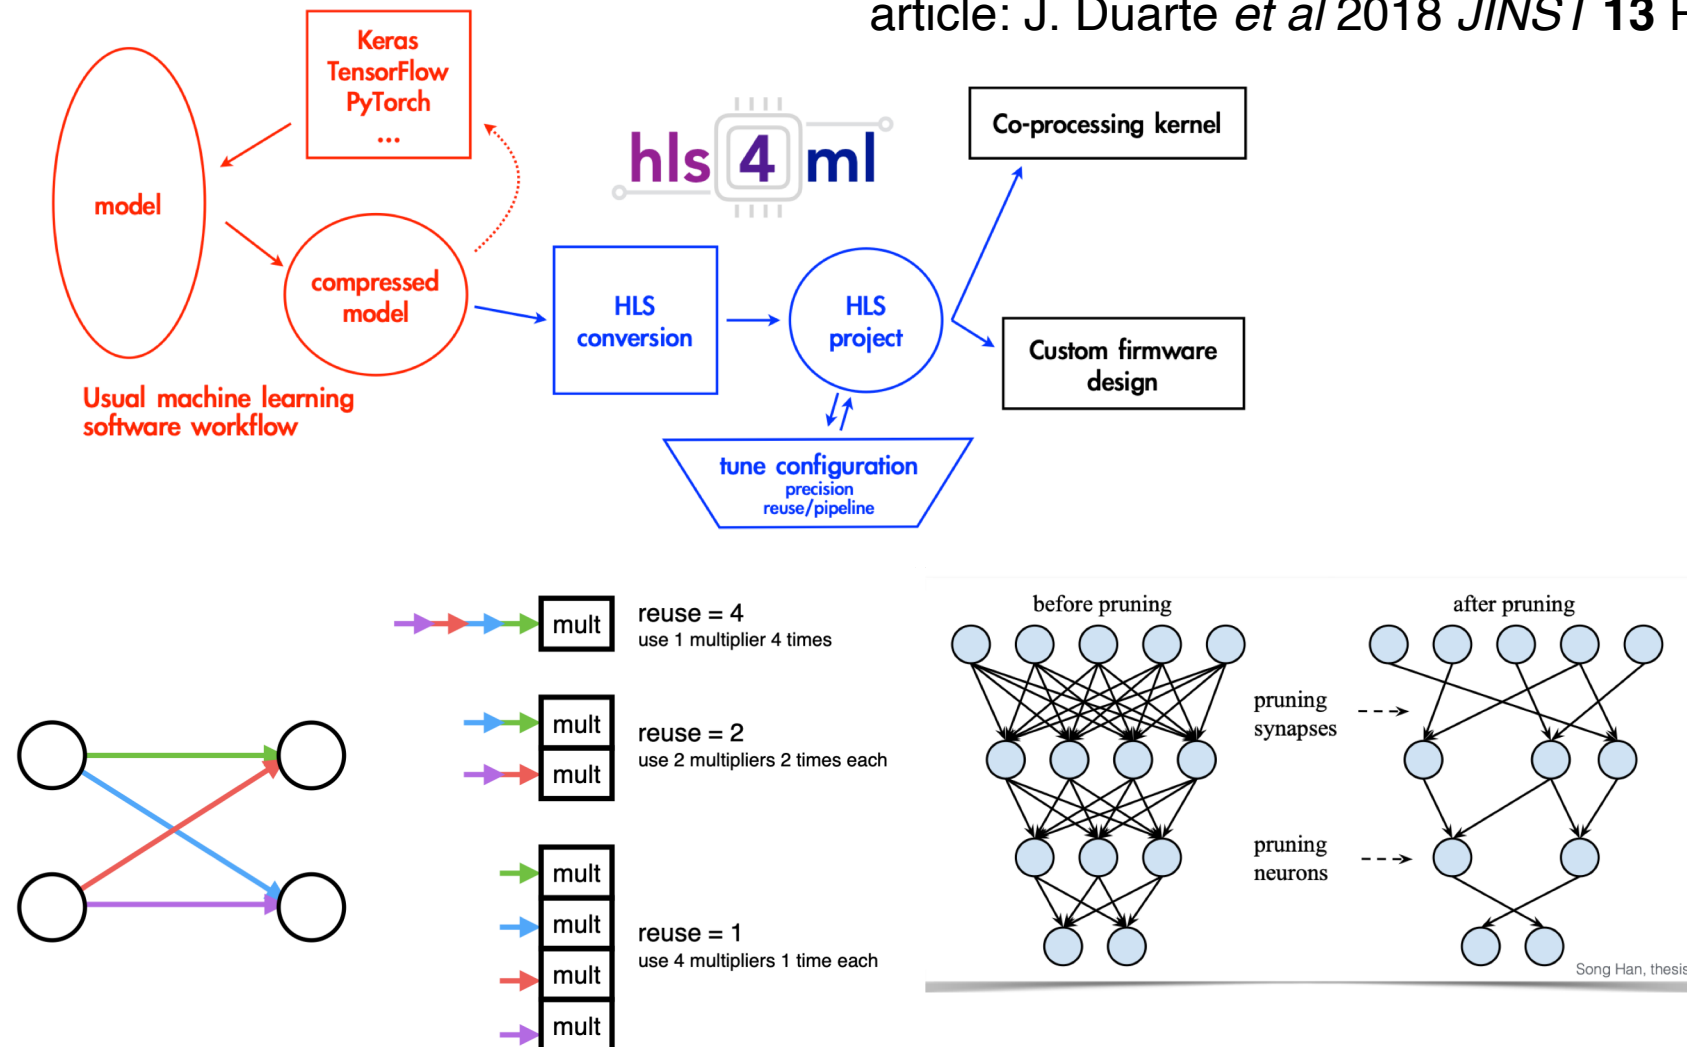 article: J. Duarte et al 2018 JINST 13 P
Keras
TensorFlow
PyTorch
...
model
compressed
model
Usual machine learning
software workflow
hls 4 ml
HLS
conversion
HLS
project
Co-processing kernel
Custom firmware
design
tune configuration
precision
reuse/pipeline
mult
reuse = 4
use 1 multiplier 4 times
mult
mult
reuse = 2
use 2 multipliers 2 times each
mult
mult
mult
mult
reuse = 1
use 4 multipliers 1 time each
before pruning
after pruning
pruning
synapses
pruning
neurons
Song Han, thesis